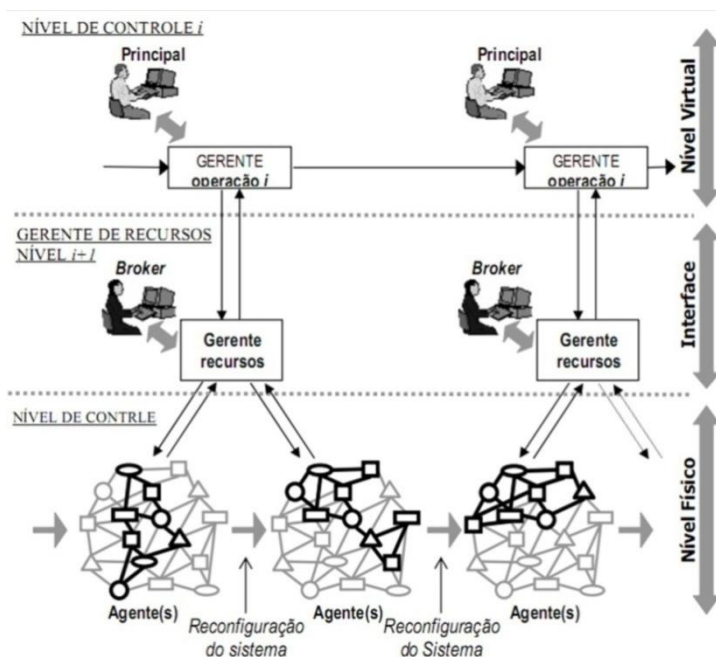 NÍVEL DE CONTROLE i
Principal
Principal
GERENTE
operação i
GERENTE
operação i
Nível Virtual
GERENTE DE RECURSOS
NÍVEL i+1
Broker
Broker
Gerente
recursos
Gerente
recursos
Interface
NÍVEL DE CONTRLE
Agente(s)
Agente(s)
Agente(s)
Reconfiguração
do sistema
Reconfiguração
do Sistema
Nível Físico